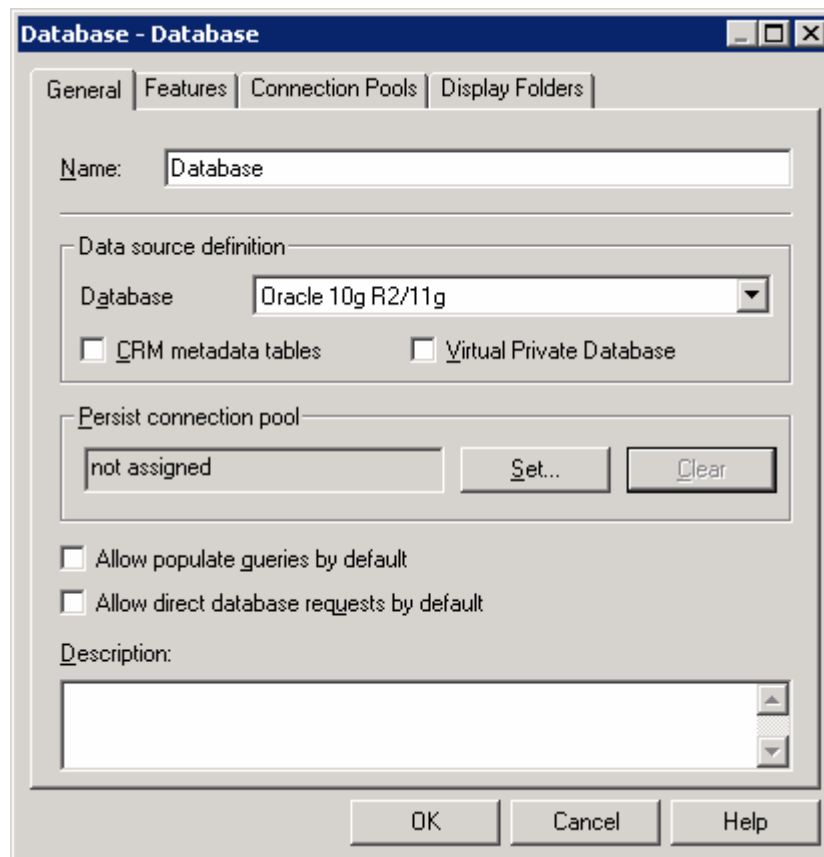 Database - Database
General Features Connection Pools Display Folders
Name: Database
Data source definition
Database Oracle 10g R2/11g
CRM metadata tables Virtual Private Database
Persist connection pool
not assigned Set... Clear
Allow populate queries by default
Allow direct database requests by default
Description:
OK Cancel Help